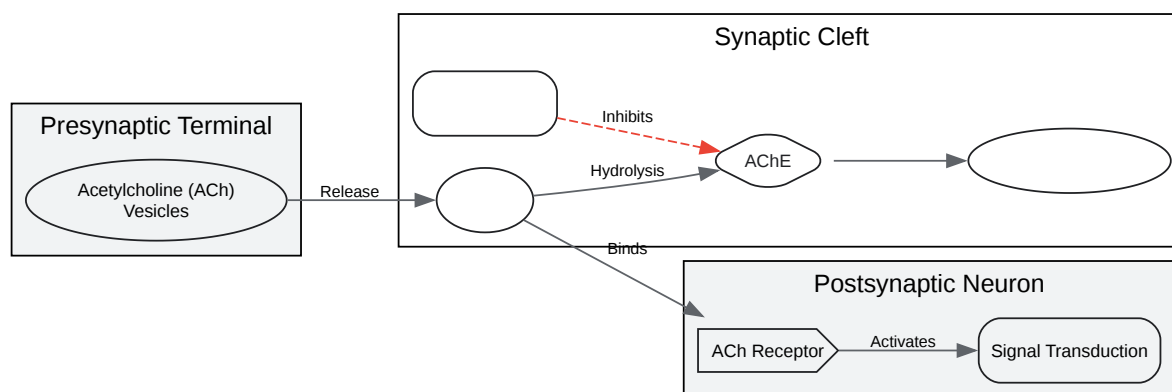 Synaptic Cleft
Presynaptic Terminal
Acetylcholine (ACh)
Vesicles
Release
Inhibits
Hydrolysis
AChE
Binds
Postsynaptic Neuron
ACh Receptor
Activates
Signal Transduction